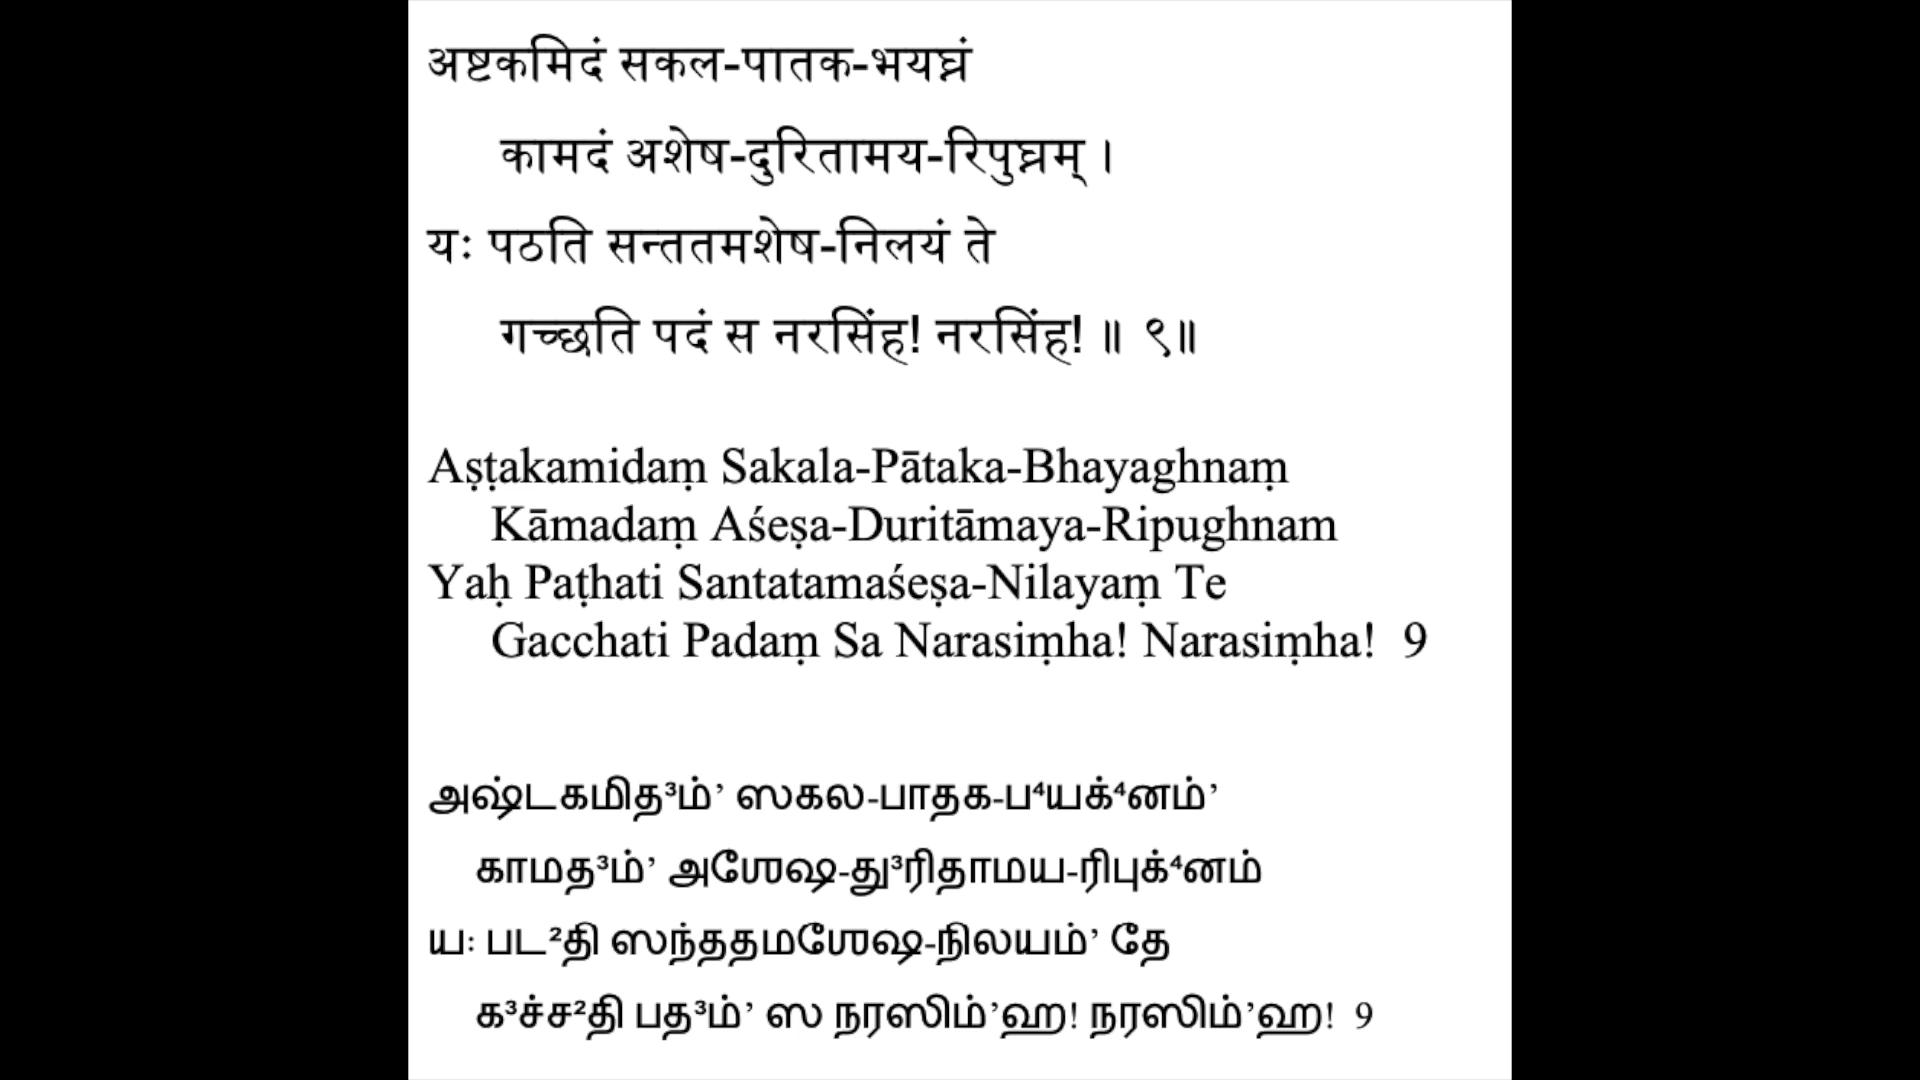 अष्टकमिदं सकल-पातक-भयघ्नं
कामदं अशेष-दुरितामय-रिपुघ्नम् ।
यः पठति सन्ततमशेष-निलयं ते
गच्छति पदं स नरसिंह! नरसिंह! ॥ ९॥
Aṣṭakamidaṃ Sakala-Pātaka-Bhayaghnaṃ
Kāmadaṃ Aśeṣa-Duritāmaya-Ripughnam
Yaḥ Paṭhati Santatamaśeṣa-Nilayaṃ Te
Gacchati Padaṃ Sa Narasiṃha! Narasiṃha! 9
அஷ்டகமித³ம்’ ஸகல-பாதக-ப⁴யக்⁴னம்’
காமத³ம்’ அஶேஷ-து³ரிதாமய-ரிபுக்⁴னம்
ய꞉ பட²தி ஸந்ததமஶேஷ-நிலயம்’ தே
க³ச்ச²தி பத³ம்’ ஸ நரஸிம்’ஹ! நரஸிம்’ஹ! 9